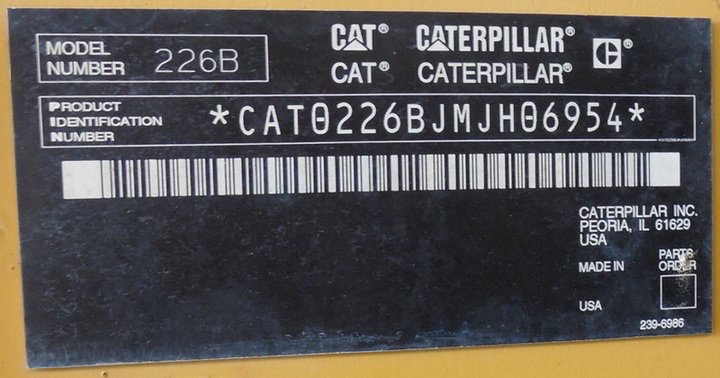 MODEL NUMBER 226B
CAT® CATERPILLAR® C®
CAT® CATERPILLAR®
PRODUCT
IDENTIFICATION
NUMBER
*CAT0226BJMJH06954*
CATERPILLAR INC.
PEORIA, IL 61629
USA
MADE IN
USA
PARTS
ORDER
239-6986